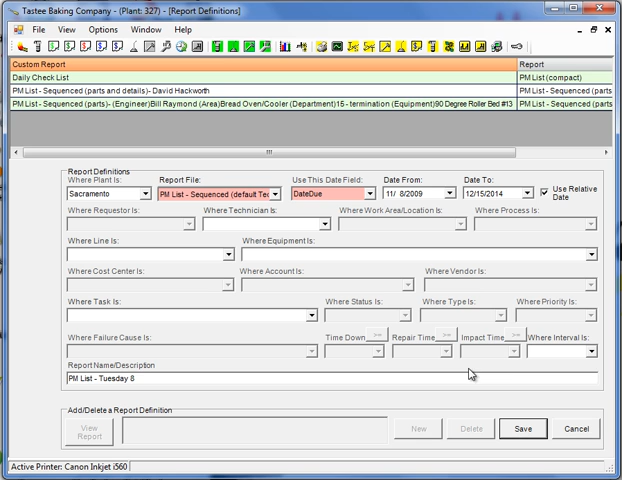 Tastee Baking Company - (Plant: 327) - [Report Definitions]
File View Options Window Help
Custom Report Report
Daily Check List PM List (compact)
PM List - Sequenced (parts and details)- David Hackworth PM List - Sequenced (parts
PM List - Sequenced (parts)- (Engineer)Bill Raymond (Area)Bread Oven/Cooler (Department)15 - termination (Equipment)90 Degree Roller Bed #13 PM List - Sequenced (parts
Report Definitions
Where Plant Is: Report File: Use This Date Field: Date From: Date To:
Sacramento PM List - Sequenced (default Tec DateDue 11/ 8/2009 12/15/2014 Use Relative Date
Where Requestor Is: Where Technician Is: Where Work Area/Location Is: Where Process Is:
Where Line Is: Where Equipment Is:
Where Cost Center Is: Where Account Is: Where Vendor Is:
Where Task Is: Where Status Is: Where Type Is: Where Priority Is:
Where Failure Cause Is: Time Down >= Repair Time >= Impact Time >= Where Interval Is:
Report Name/Description
PM List - Tuesday 8
Add/Delete a Report Definition
View Report New Delete Save Cancel
Active Printer: Canon Inkjet i560